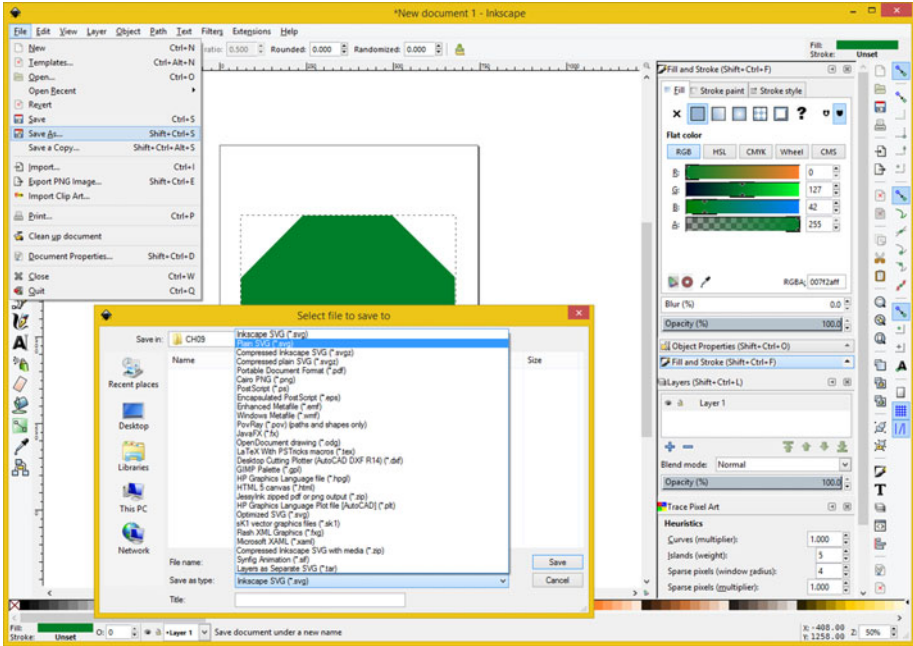 *New document 1 - Inkscape
File Edit View Layer Object Path Text Filters Extensions Help
New Ctrl+N
Templates... Ctrl+Alt+N
Open... Ctrl+O
Open Recent
Revert
Save Ctrl+S
Save As... Shift+Ctrl+S
Save a Copy... Shift+Ctrl+Alt+S
Import... Ctrl+I
Export PNG Image... Shift+Ctrl+E
Import Clip Art...
Print... Ctrl+P
Clean up document
Document Properties... Shift+Ctrl+D
Close Ctrl+W
Quit Ctrl+Q
ratio: 0.500 Rounded: 0.000 Randomized: 0.000
Fill:
Stroke: Unset
Fill and Stroke (Shift+Ctrl+F)
Fill Stroke paint Stroke style
Flat color
RGB HSL CMYK Wheel CMS
R: 0
G: 127
B: 42
A: 255
RGBA: 007f2aff
Blur (%) 0.0
Opacity (%) 100.0
Object Properties (Shift+Ctrl+O)
Fill and Stroke (Shift+Ctrl+F)
Layers (Shift+Ctrl+L)
Layer 1
Blend mode: Normal
Opacity (%) 100.0
Trace Pixel Art
Heuristics
Curves (multiplier): 1.000
Islands (weight): 5
Sparse pixels (window radius): 4
Sparse pixels (multiplier): 1.000
Select file to save to
Save in: CH09
Name Size
Recent places
Desktop
Libraries
This PC
Network
Inkscape SVG (*.svg)
Plain SVG (*.svg)
Compressed Inkscape SVG (*.svgz)
Compressed plain SVG (*.svgz)
Portable Document Format (*.pdf)
Cairo PNG (*.png)
PostScript (*.ps)
Encapsulated PostScript (*.eps)
Enhanced Metafile (*.emf)
Windows Metafile (*.wmf)
PovRay (*.pov) (paths and shapes only)
JavaFX (*.fx)
OpenDocument drawing (*.odg)
LaTeX With PSTricks macros (*.tex)
Desktop Cutting Plotter (AutoCAD DXF R14) (*.dxf)
GIMP Palette (*.gpl)
HP Graphics Language file (*.hpgl)
HTML 5 canvas (*.html)
JessyInk zipped pdf or png output (*.zip)
HP Graphics Language Plot file [AutoCAD] (*.plt)
Optimized SVG (*.svg)
sK1 vector graphics files (*.sk1)
Flash XML Graphics (*.fxg)
Microsoft XAML (*.xaml)
Compressed Inkscape SVG with media (*.zip)
Synfig Animation (*.sif)
Layers as Separate SVG (*.tar)
File name: Save
Save as type: Inkscape SVG (*.svg) Cancel
Title:
Fill:
Stroke: Unset
O: 0 Layer 1 Save document under a new name
X: -408.00
Y: 1258.00
Z: 50%